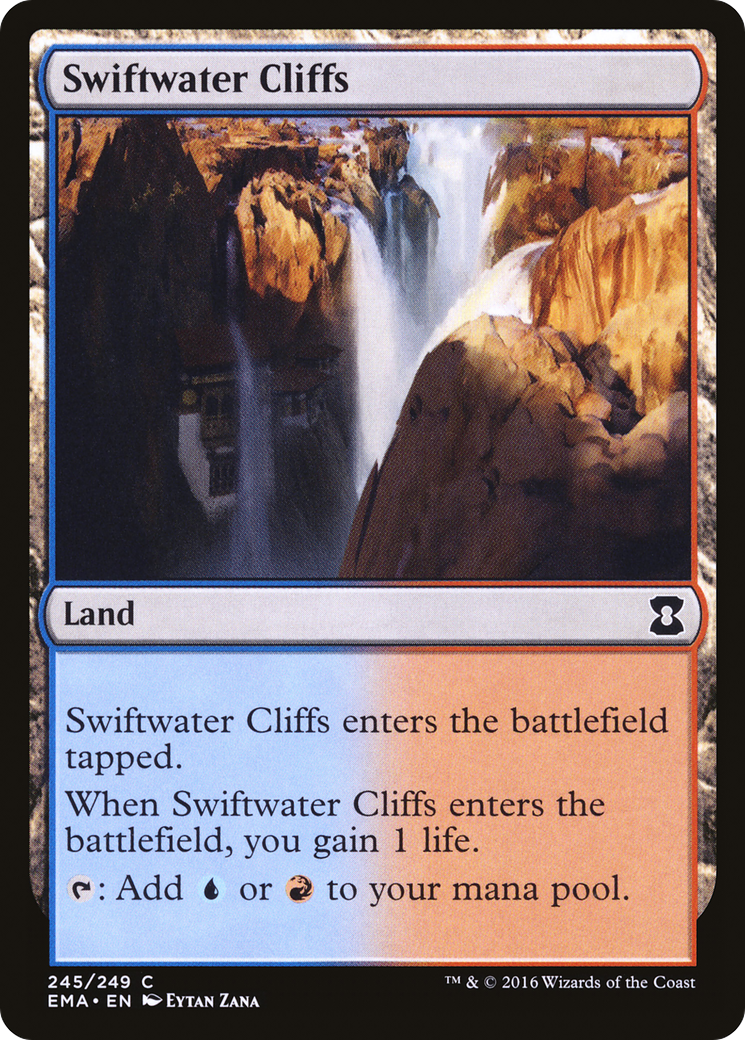 Swiftwater Cliffs
Land
Swiftwater Cliffs enters the battlefield
tapped.
When Swiftwater Cliffs enters the
battlefield, you gain 1 life.
: Add or to your mana pool.
245/249 C
EMA • EN EYTAN ZANA
™ & © 2016 Wizards of the Coast